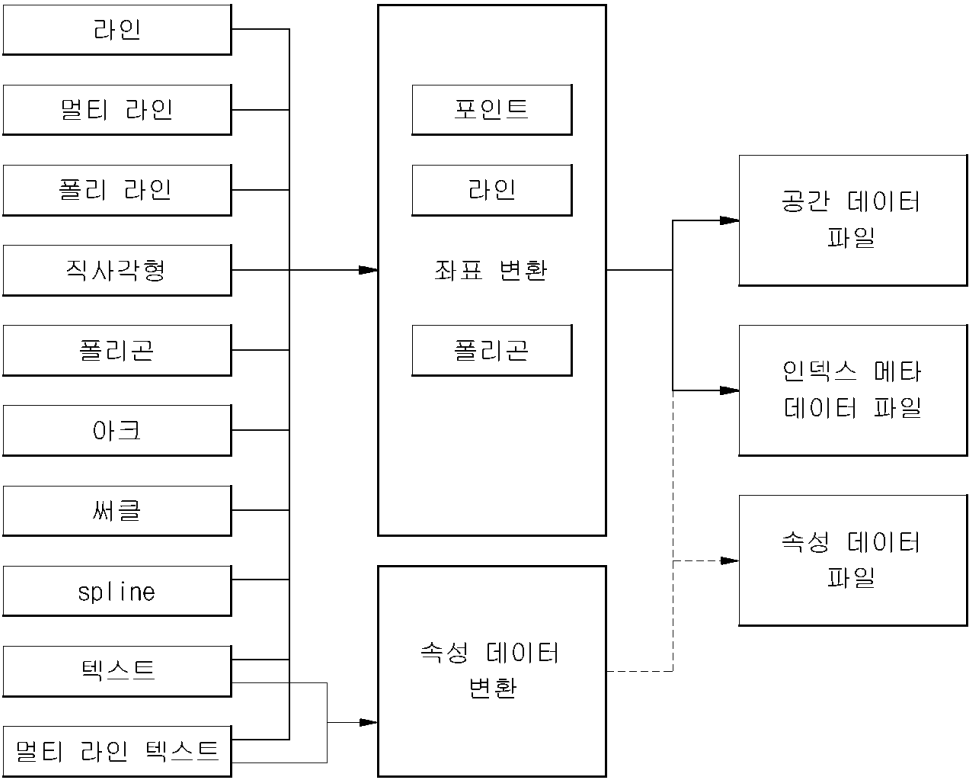 라인
멀티 라인
폴리 라인
직사각형
폴리곤
아크
써클
spline
텍스트
멀티 라인 텍스트
포인트
라인
좌표 변환
폴리곤
속성 데이터
변환
공간 데이터
파일
인덱스 메타
데이터 파일
속성 데이터
파일